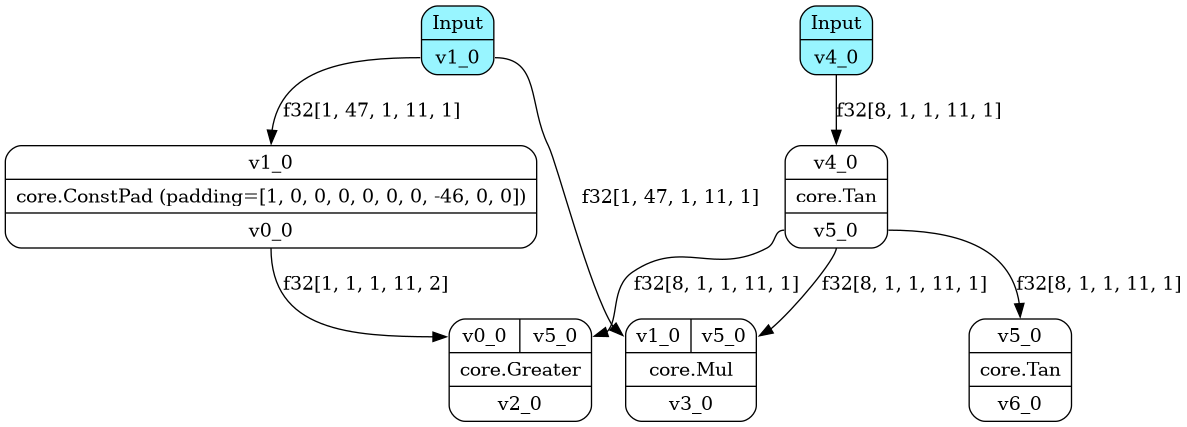 Input
v1_0
Input
v4_0
f32[1, 47, 1, 11, 1]
f32[8, 1, 1, 11, 1]
v1_0
core.ConstPad (padding=[1, 0, 0, 0, 0, 0, 0, -46, 0, 0])
v0_0
f32[1, 47, 1, 11, 1]
v4_0
core.Tan
v5_0
f32[1, 1, 1, 11, 2]
f32[8, 1, 1, 11, 1]
f32[8, 1, 1, 11, 1]
f32[8, 1, 1, 11, 1]
v0_0 v5_0
core.Greater
v2_0
v1_0 v5_0
core.Mul
v3_0
v5_0
core.Tan
v6_0